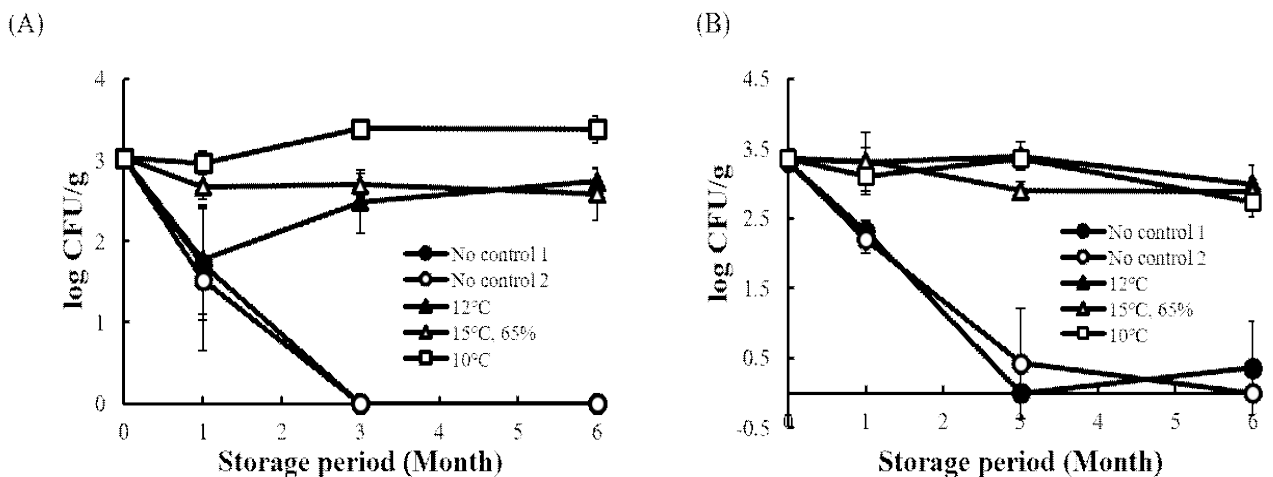 (A)
log CFU/g
4
3
2
1
0
0 1 2 3 4 5 6
Storage period (Month)
No control 1
No control 2
12°C
15°C, 65%
10°C
(B)
log CFU/g
4.5
3.5
2.5
1.5
0.5
-0.5
0 1 2 3 4 5 6
Storage period (Month)
No control 1
No control 2
12°C
15°C, 65%
10°C